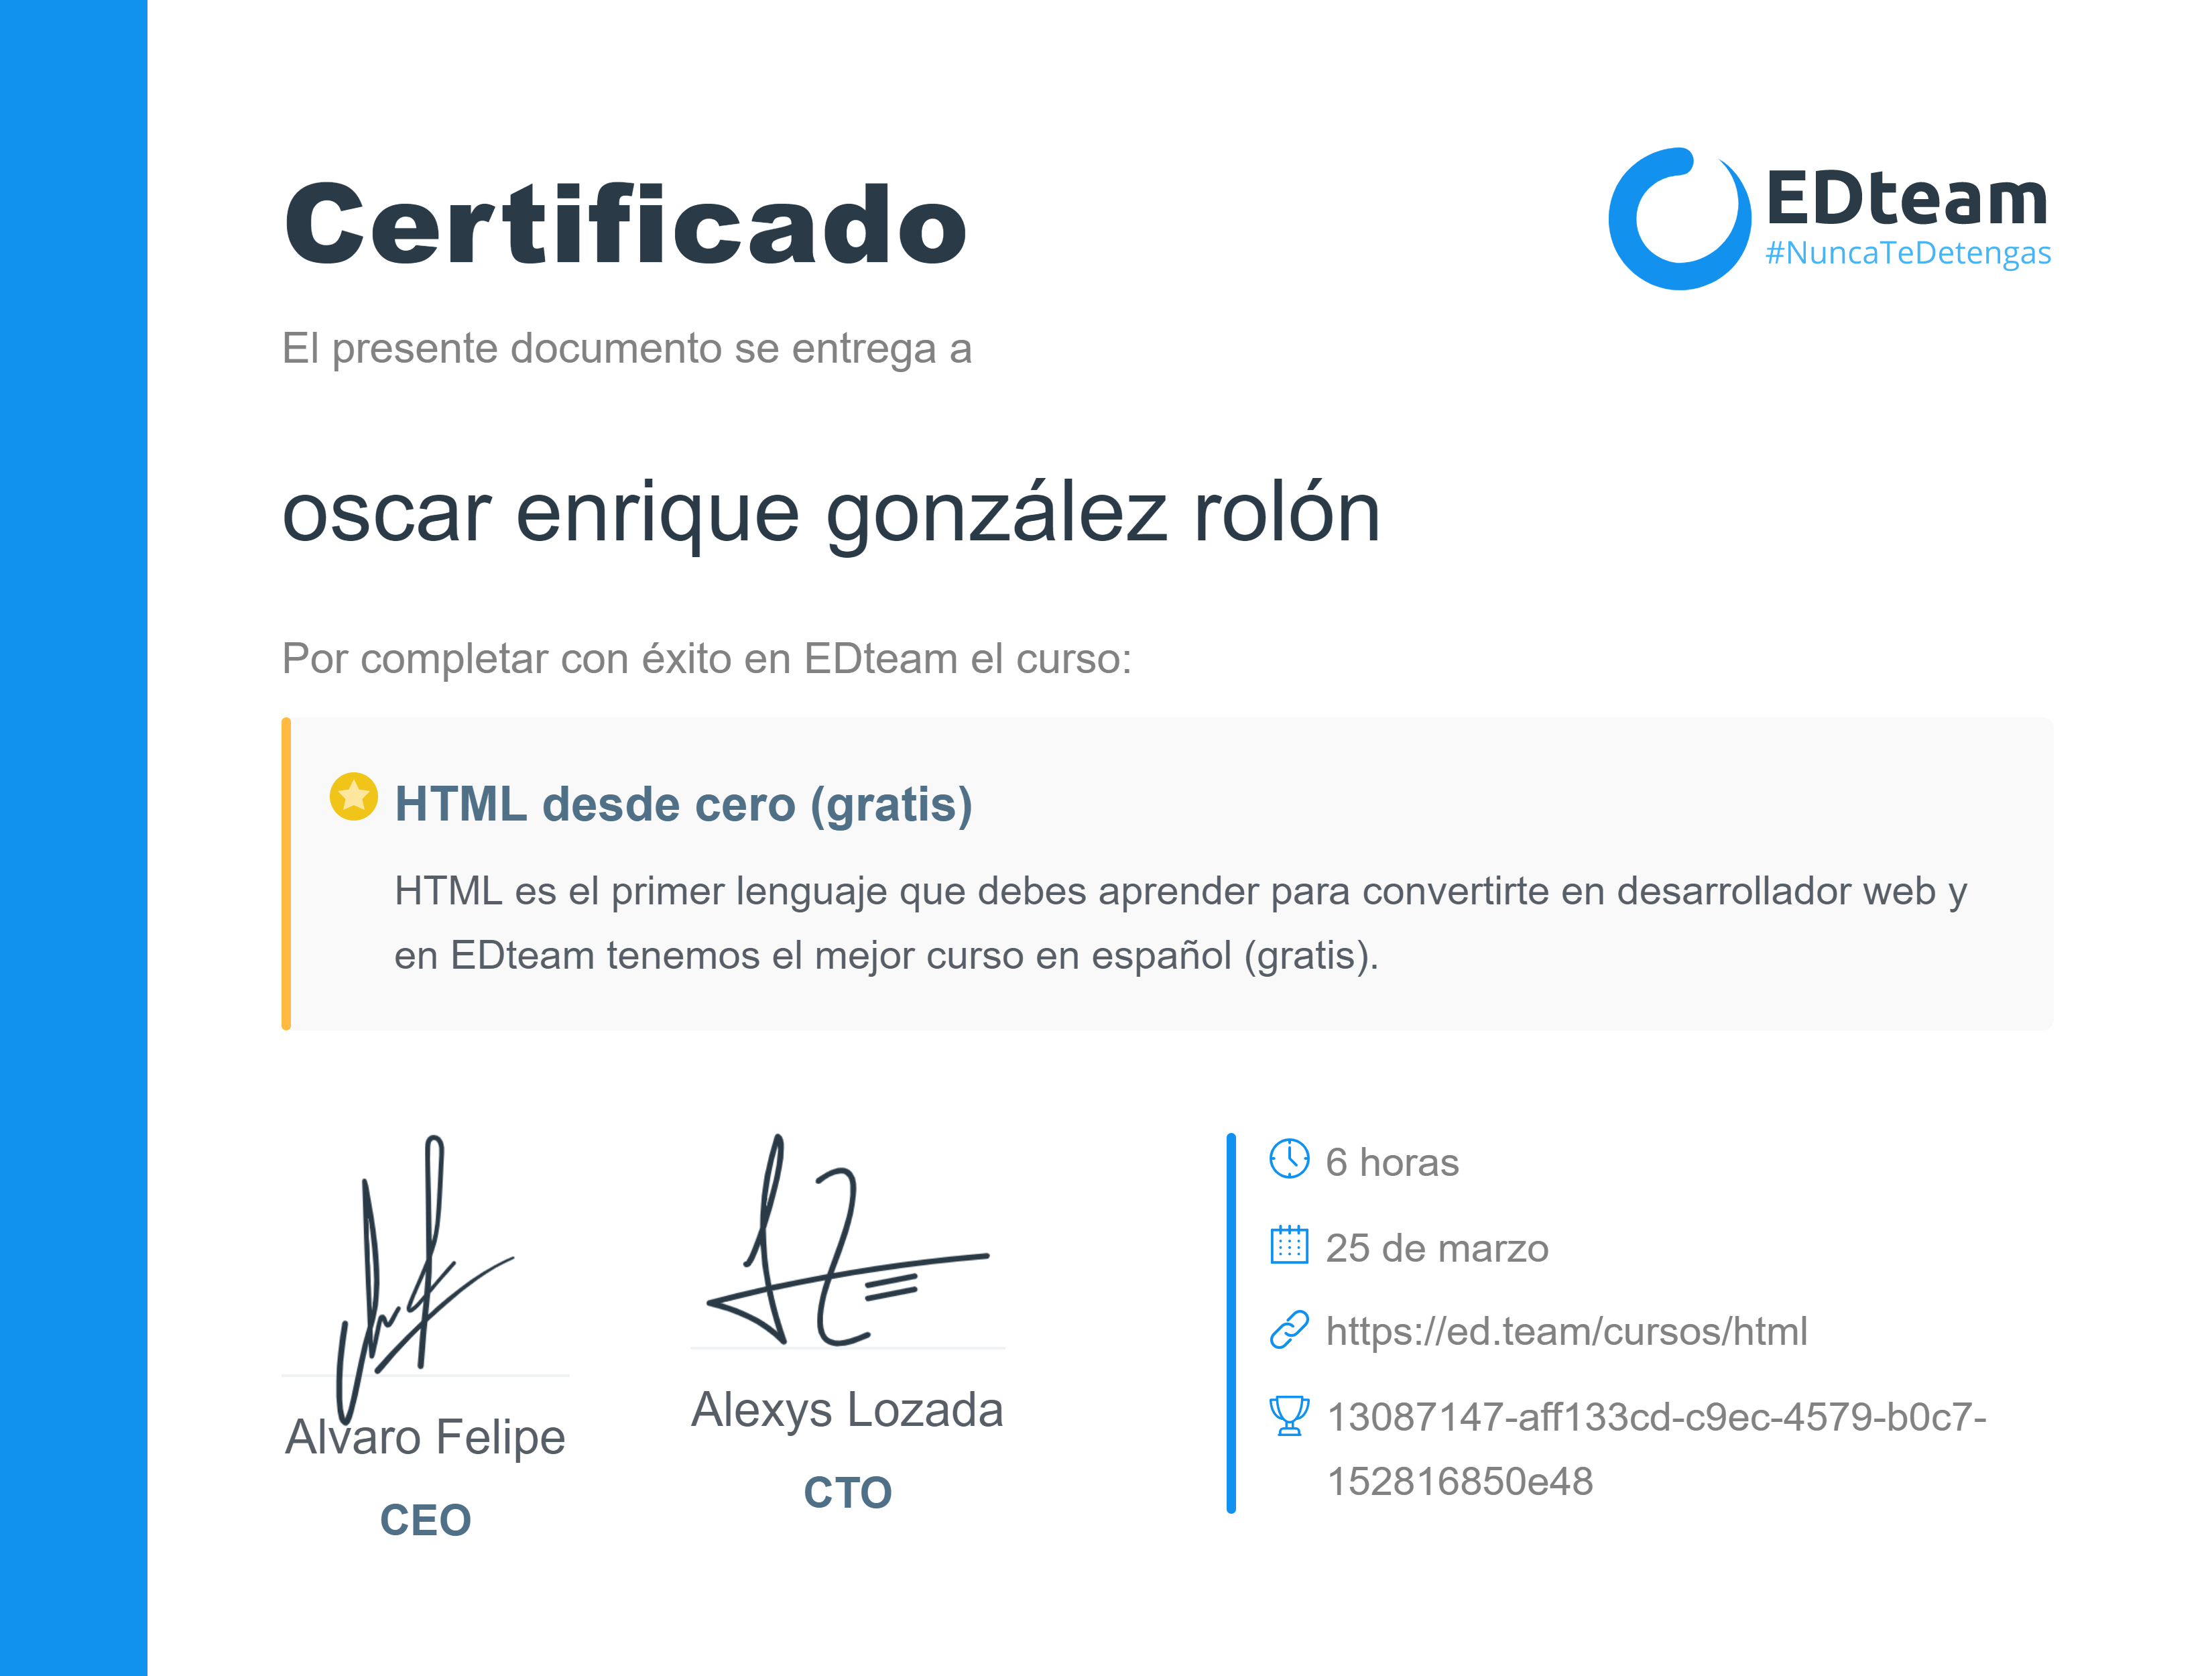 Certificado
EDteam
#NuncaTeDetengas
El presente documento se entrega a
oscar enrique gonzález rolón
Por completar con éxito en EDteam el curso:
HTML desde cero (gratis)
HTML es el primer lenguaje que debes aprender para convertirte en desarrollador web y
en EDteam tenemos el mejor curso en español (gratis).
Alvaro Felipe
CEO
Alexys Lozada
CTO
6 horas
25 de marzo
https://ed.team/cursos/html
13087147-aff133cd-c9ec-4579-b0c7-
152816850e48